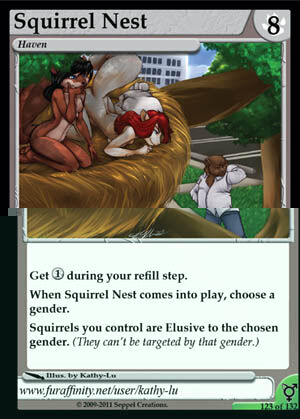 Squirrel Nest
8
Haven
Get 1 during your refill step.
When Squirrel Nest comes into play, choose a
gender.
Squirrels you control are Elusive to the chosen
gender. (They can't be targeted by that gender.)
Illus. by Kathy-Lu
www.furaffinity.net/user/kathy-lu
© 2009-2011 Seppel Creations.
123 of 132